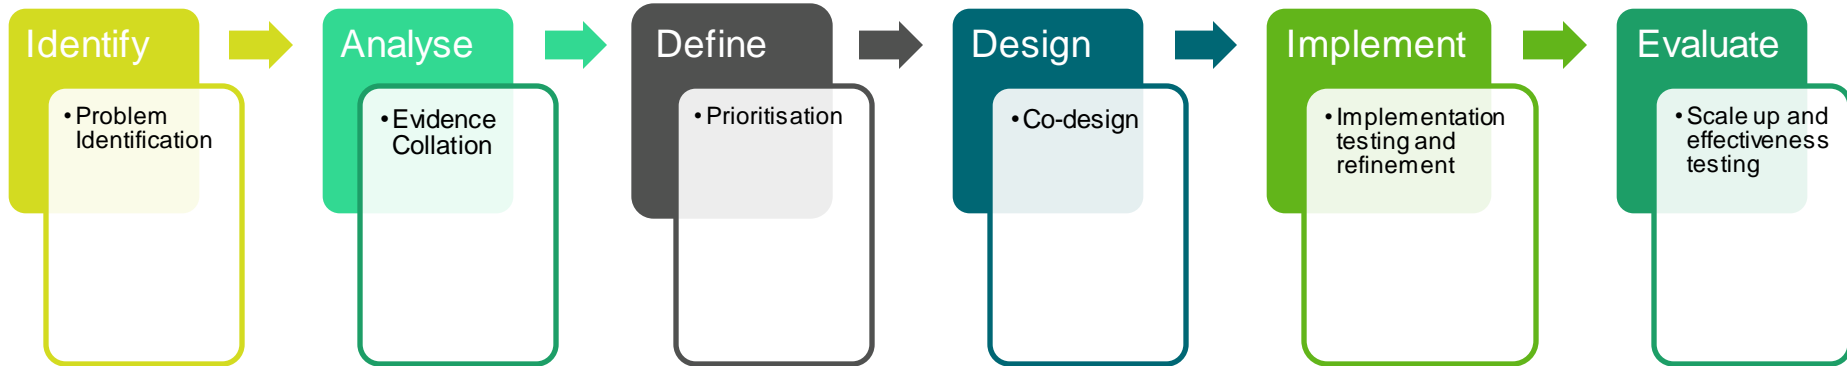 Identify
• Problem
Identification
Analyse
• Evidence
Collation
Define
• Prioritisation
Design
• Co-design
Implement
• Implementation
testing and
refinement
Evaluate
• Scale up and
effectiveness
testing